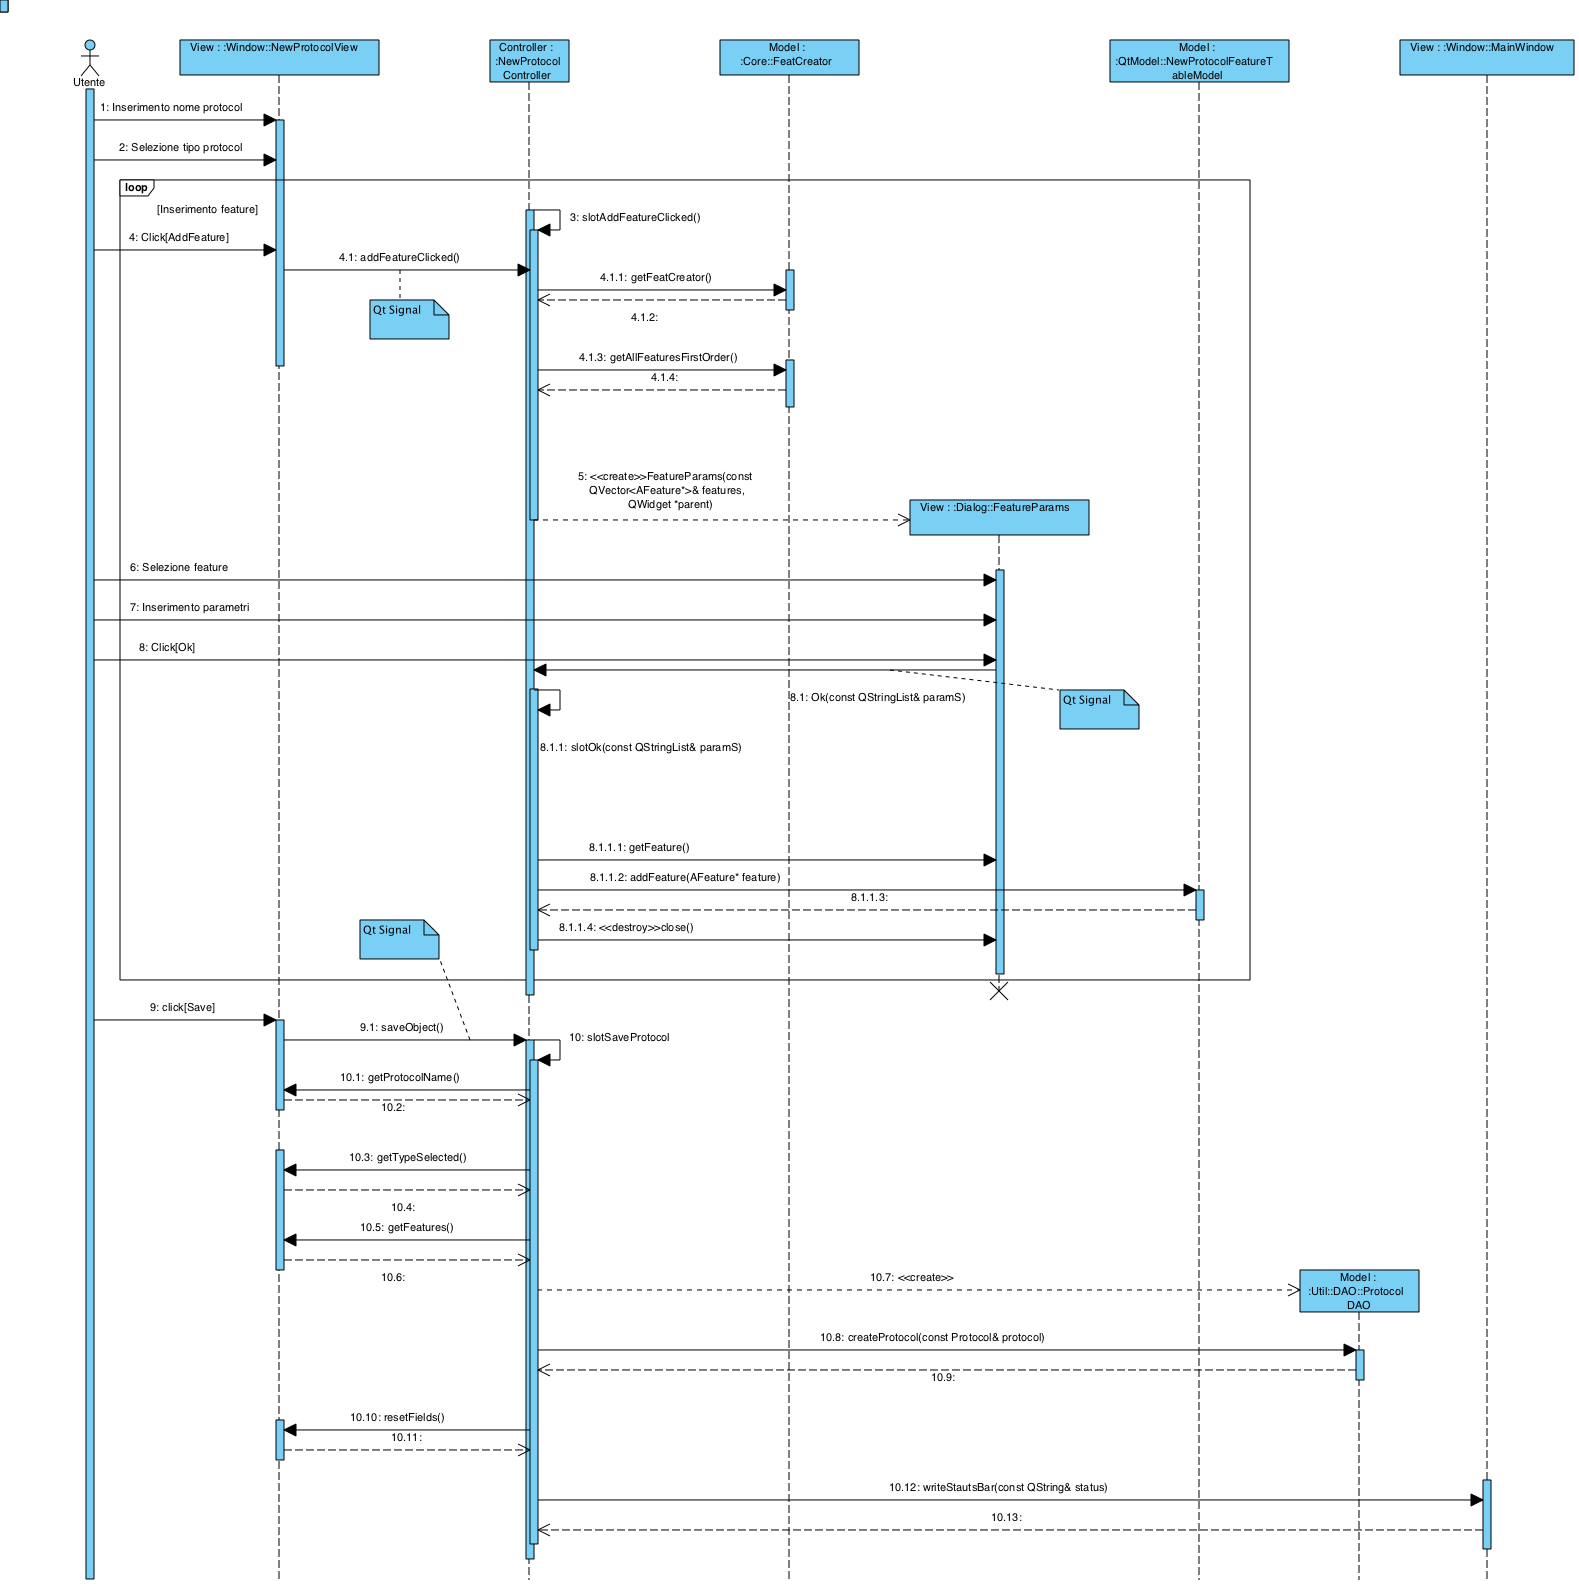 View : :Window::NewProtocolView
Controller :
:NewProtocol
Controller
Model :
:Core::FeatCreator
Model :
:QtModel::NewProtocolFeatureT
ableModel
View : :Window::MainWindow
Utente
1: Inserimento nome protocol
2: Selezione tipo protocol
loop
[Inserimento feature]
3: slotAddFeatureClicked()
4: Click[AddFeature]
4.1: addFeatureClicked()
4.1.1: getFeatCreator()
Qt Signal
4.1.2:
4.1.3: getAllFeaturesFirstOrder()
4.1.4:
5: <<create>>FeatureParams(const
QVector<AFeature*>& features,
QWidget *parent)
View : :Dialog::FeatureParams
6: Selezione feature
7: Inserimento parametri
8: Click[Ok]
8.1: Ok(const QStringList& paramS)
Qt Signal
8.1.1: slotOk(const QStringList& paramS)
8.1.1.1: getFeature()
8.1.1.2: addFeature(AFeature* feature)
8.1.1.3:
8.1.1.4: <<destroy>>close()
Qt Signal
9: click[Save]
9.1: saveObject()
10: slotSaveProtocol
10.1: getProtocolName()
10.2:
10.3: getTypeSelected()
10.4:
10.5: getFeatures()
10.6:
10.7: <<create>>
Model :
:Util::DAO::Protocol
DAO
10.8: createProtocol(const Protocol& protocol)
10.9:
10.10: resetFields()
10.11:
10.12: writeStautsBar(const QString& status)
10.13: